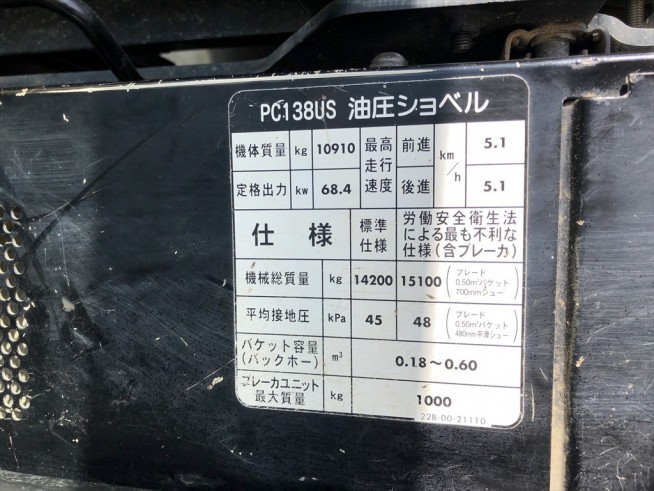 PC138US 油圧ショベル
機体質量 kg 10910 最高走行速度 前進 km/h 5.1
定格出力 kw 68.4 後進 5.1
仕様 標準仕様 労働安全衛生法による最も不利な仕様(含ブレーカ)
機械総質量 kg 14200 15100 (ブレード 0.50m³バケット 700mmシュー)
平均接地圧 kPa 45 48 (ブレード 0.50m³バケット 480mm平滑シュー)
バケット容量(バックホー) m³ 0.18～0.60
ブレーカユニット最大質量 kg 1000
22B-00-21110